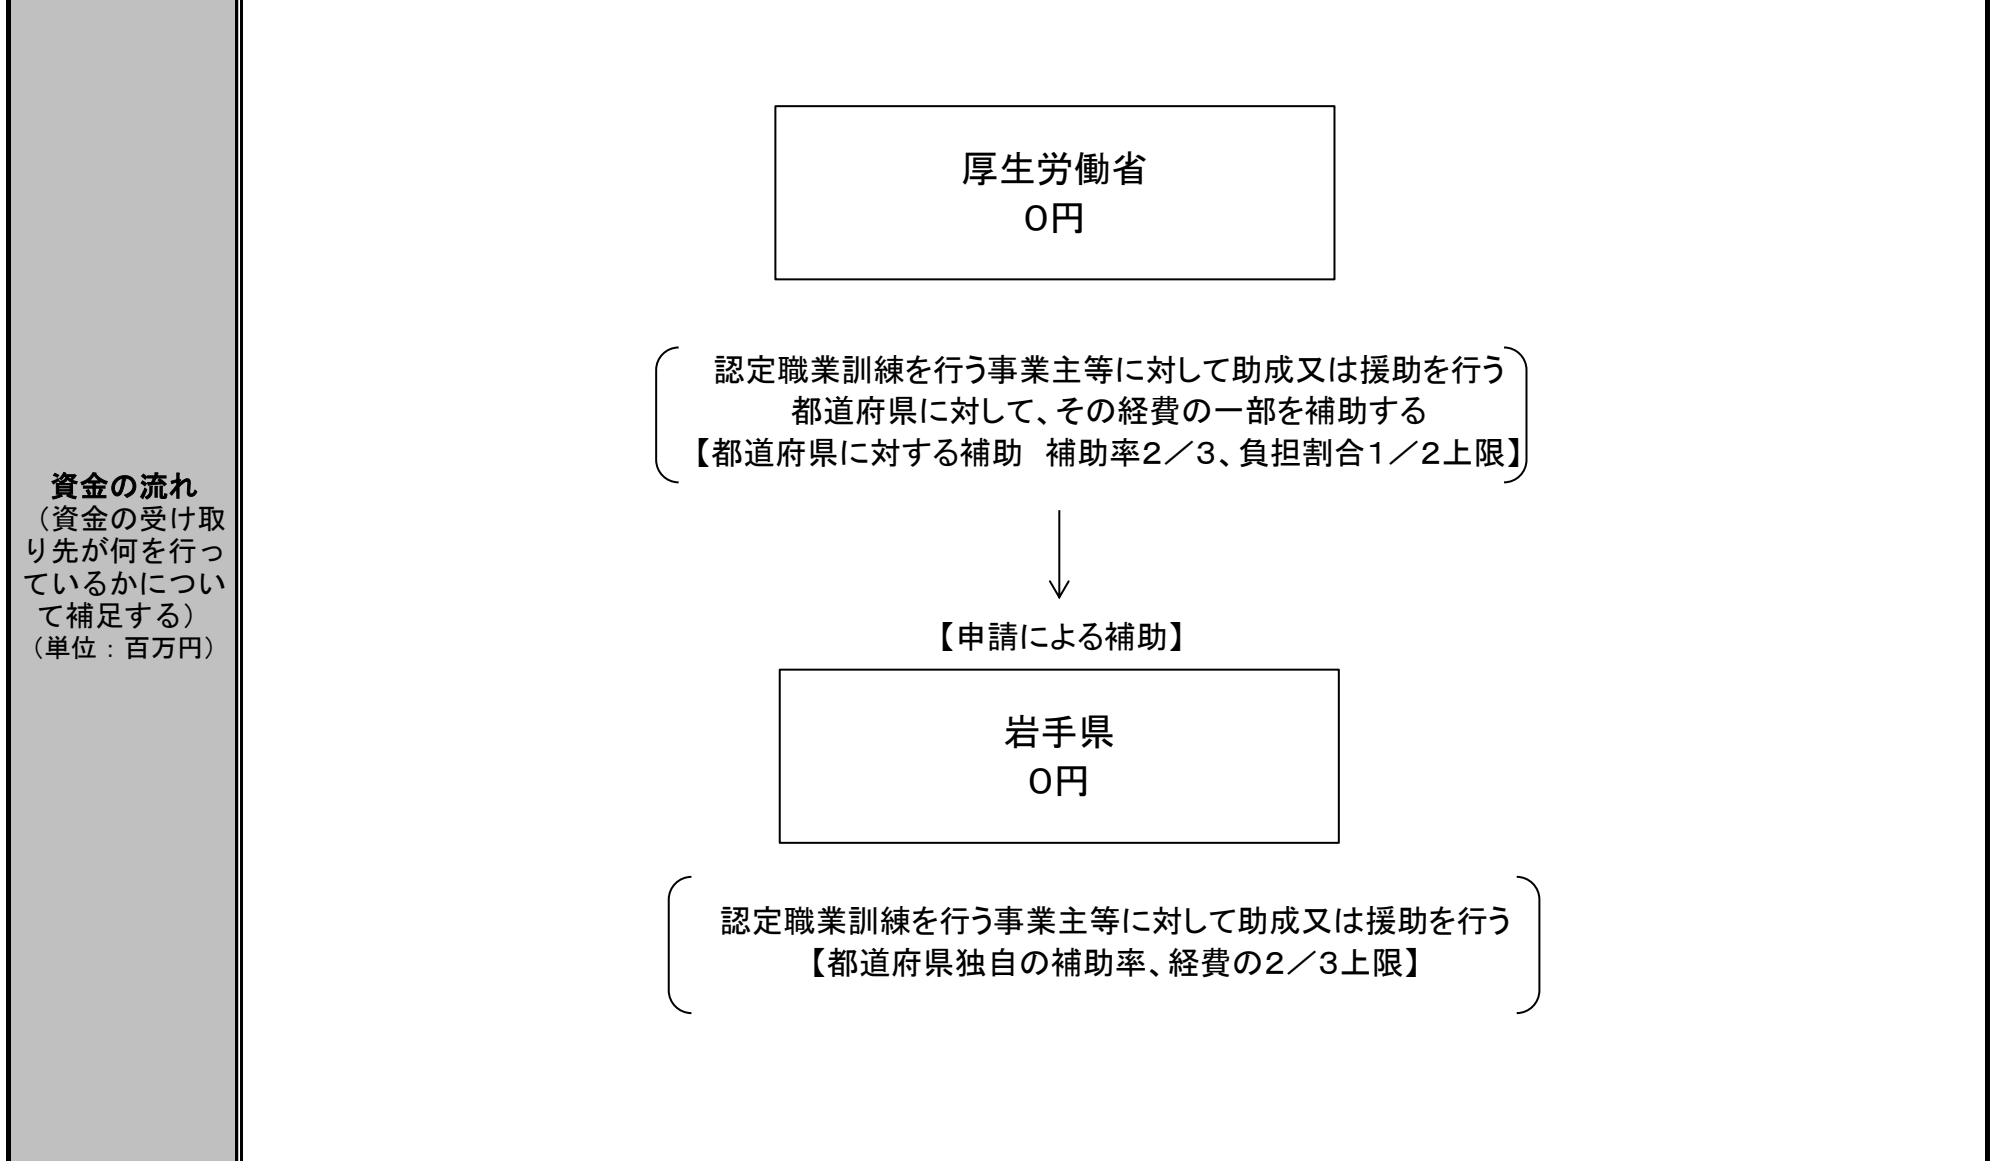 資金の流れ
（資金の受け取
り先が何を行っ
ているかについ
て補足する）
（単位：百万円）
厚生労働省
０円
認定職業訓練を行う事業主等に対して助成又は援助を行う
都道府県に対して、その経費の一部を補助する
【都道府県に対する補助　補助率２／３、負担割合１／２上限】
【申請による補助】
岩手県
０円
認定職業訓練を行う事業主等に対して助成又は援助を行う
【都道府県独自の補助率、経費の２／３上限】